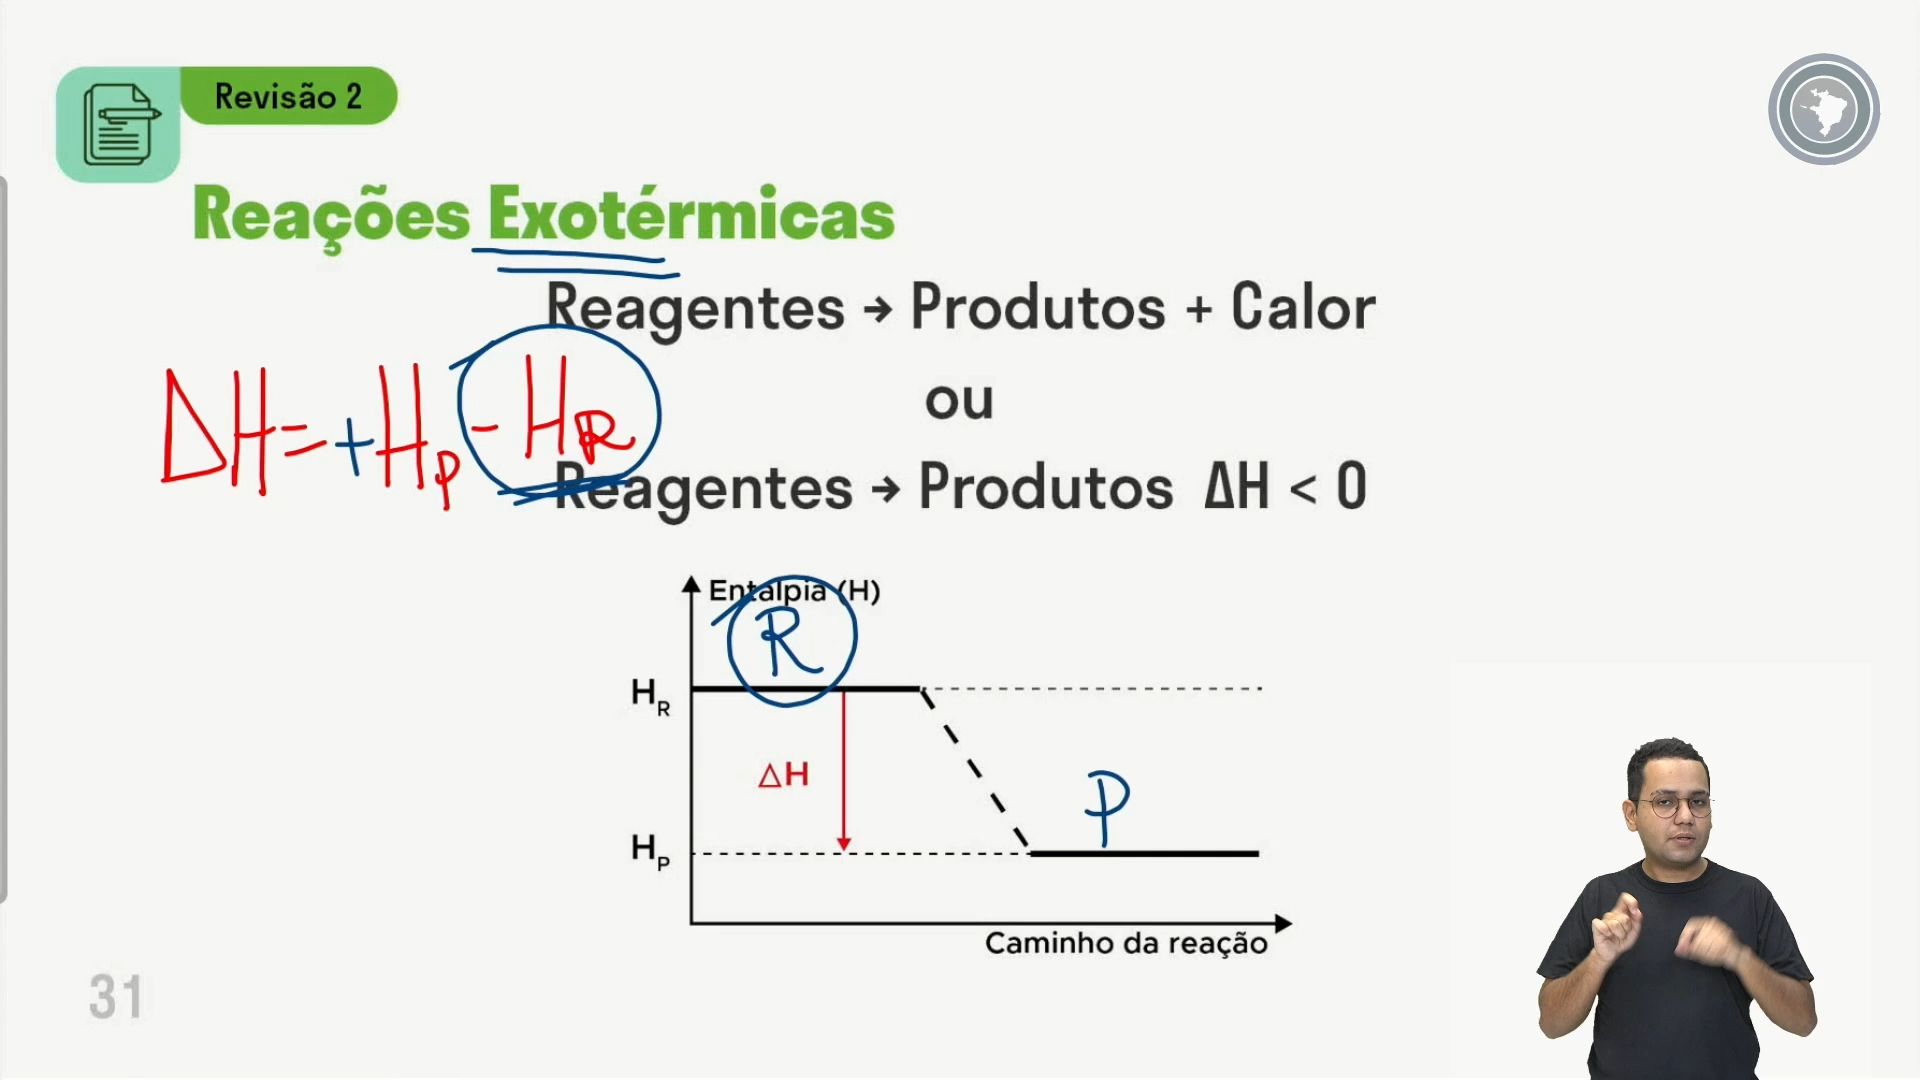 Revisão 2
Reações Exotérmicas
Reagentes → Produtos + Calor
ΔH = + Hp - HR
ou
Reagentes → Produtos ΔH < 0
Entalpia (H)
R
HR
ΔH
P
HP
Caminho da reação
31